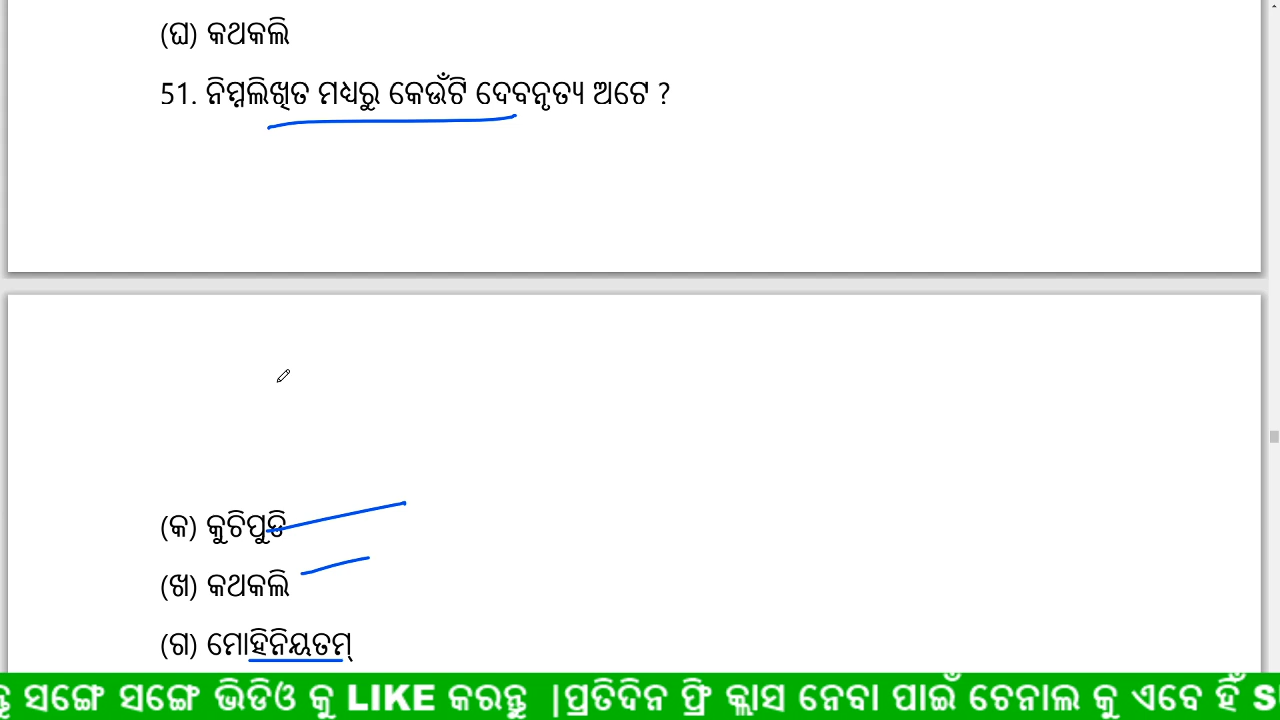 (ଘ) କଥକଲି
51. ନିମ୍ନଲିଖିତ ମଧ୍ୟରୁ କେଉଁଟି ଦେବନୃତ୍ୟ ଅଟେ ?
(କ) କୁଚିପୁଡି
(ଖ) କଥକଲି
(ଗ) ମୋହିନିୟତମ୍
ସଙ୍ଗେ ସଙ୍ଗେ ଭିଡିଓ କୁ LIKE କରନ୍ତୁ |ପ୍ରତିଦିନ ଫ୍ରି କ୍ଲାସ ନେବା ପାଇଁ ଚେନାଲ କୁ ଏବେ ହିଁ S